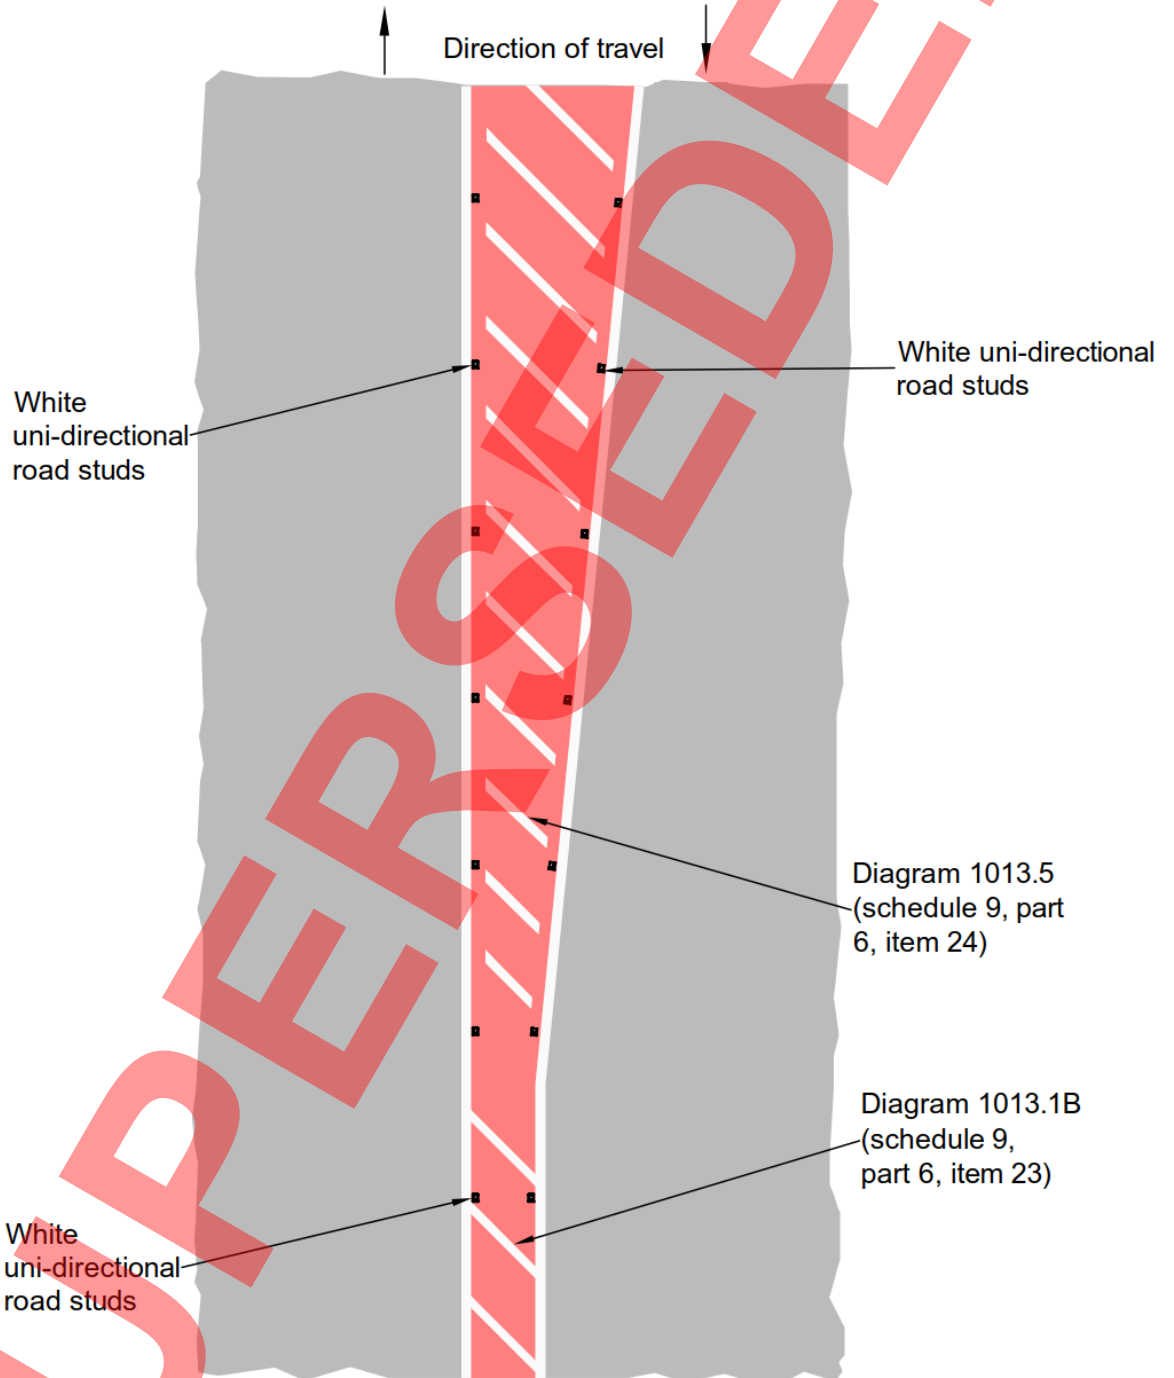 Direction of travel
White uni-directional
road studs
White
uni-directional
road studs
Diagram 1013.5
(schedule 9, part
6, item 24)
Diagram 1013.1B
(schedule 9,
part 6, item 23)
White
uni-directional
road studs
UPERSEDE